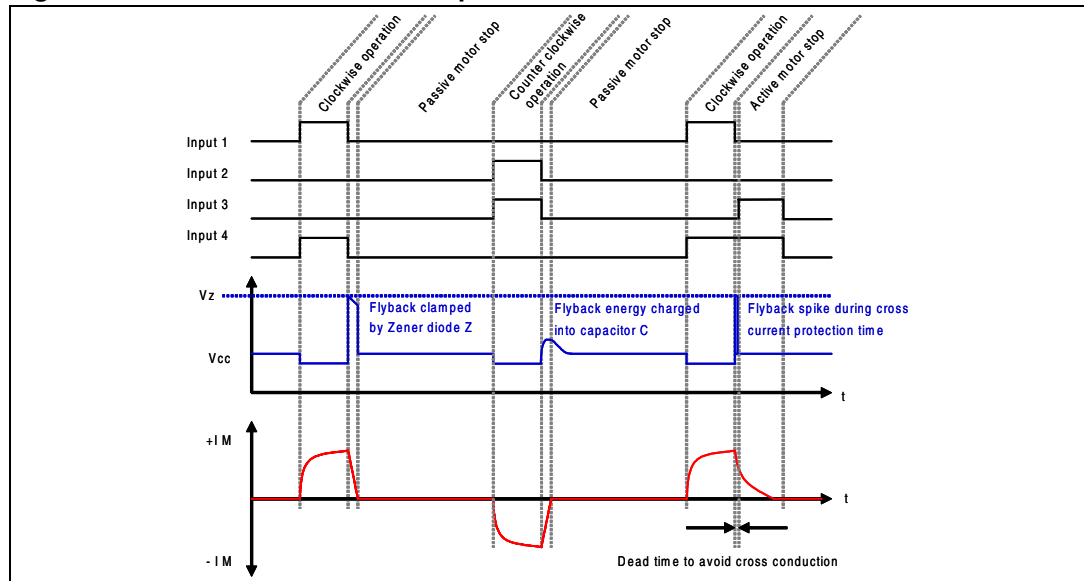 Clockwise operation
Passive motor stop
Counter clockwise
operation
Passive motor stop
Clockwise operation
Active motor stop
Input 1
Input 2
Input 3
Input 4
Vz
Flyback clamped
by Zener diode Z
Flyback energy charged
into capacitor C
Flyback spike during cross
current protection time
Vcc
t
+IM
t
- IM
Dead time to avoid cross conduction